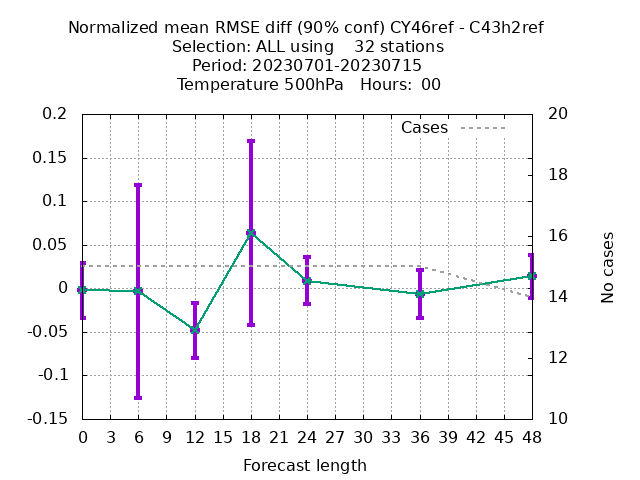 Normalized mean RMSE diff (90% conf) CY46ref - C43h2ref
Selection: ALL using    32 stations
Period: 20230701-20230715
Temperature 500hPa   Hours:  00
0.2
0.15
0.1
0.05
0
-0.05
-0.1
-0.15
Cases
20
18
16
14
12
10
No cases
0 3 6 9 12 15 18 21 24 27 30 33 36 39 42 45 48
Forecast length